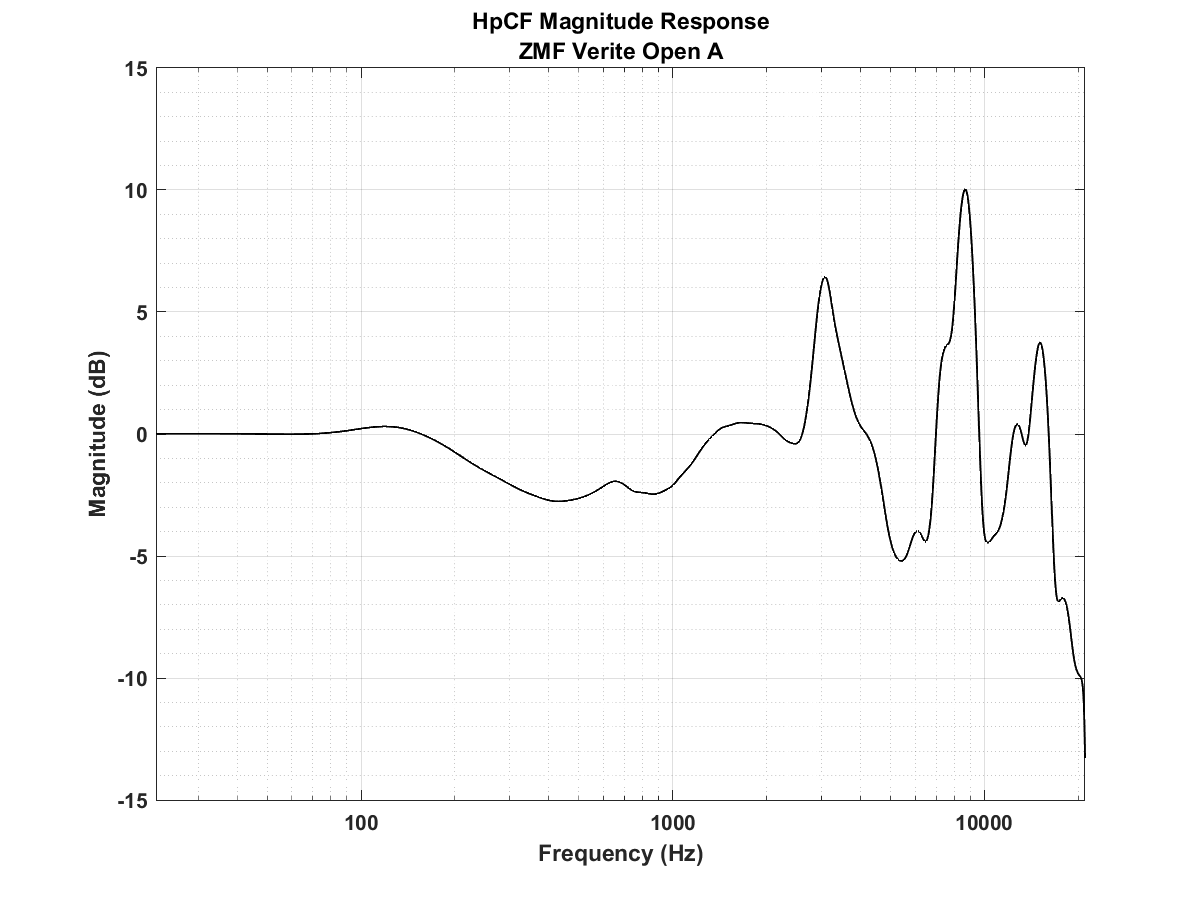 HpCF Magnitude Response
ZMF Verite Open A
15
10
5
0
-5
-10
-15
Magnitude (dB)
100
1000
10000
Frequency (Hz)